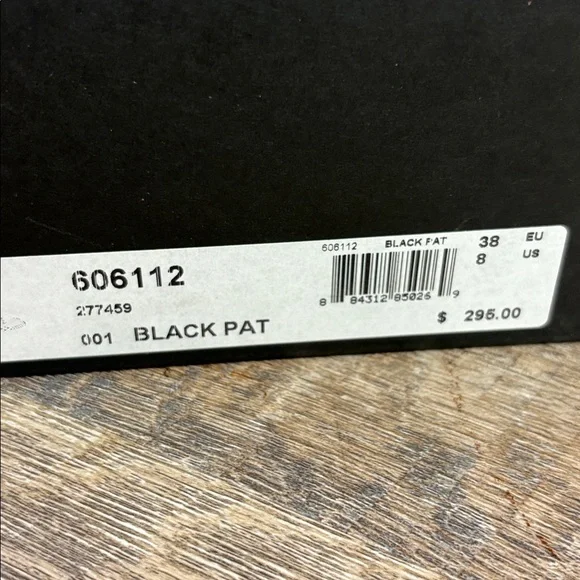 606112
277459
001 BLACK PAT
606112 BLACK PAT
8 84312 85026 9
38 EU
8 US
$ 295.00